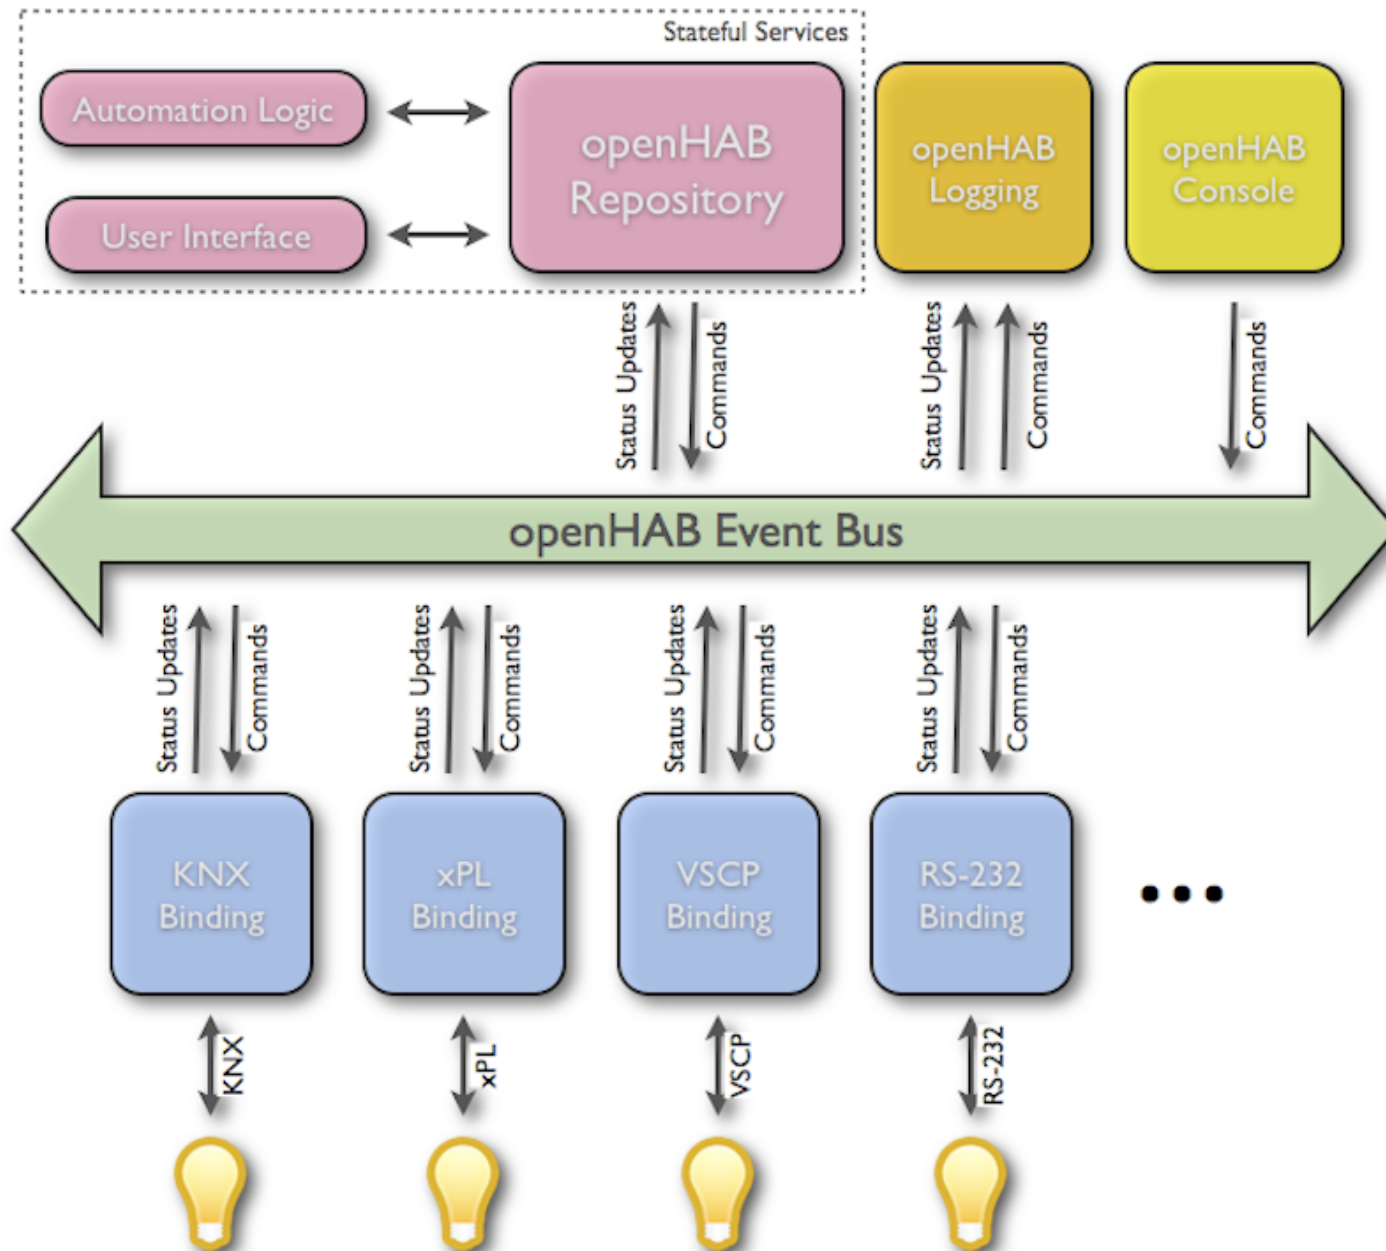 Stateful Services
Automation Logic
User Interface
openHAB
Repository
openHAB
Logging
openHAB
Console
Status Updates
Commands
Status Updates
Commands
Commands
openHAB Event Bus
Status Updates
Commands
Status Updates
Commands
Status Updates
Commands
Status Updates
Commands
KNX
Binding
xPL
Binding
VSCP
Binding
RS-232
Binding
...
KNX
xPL
VSCP
RS-232